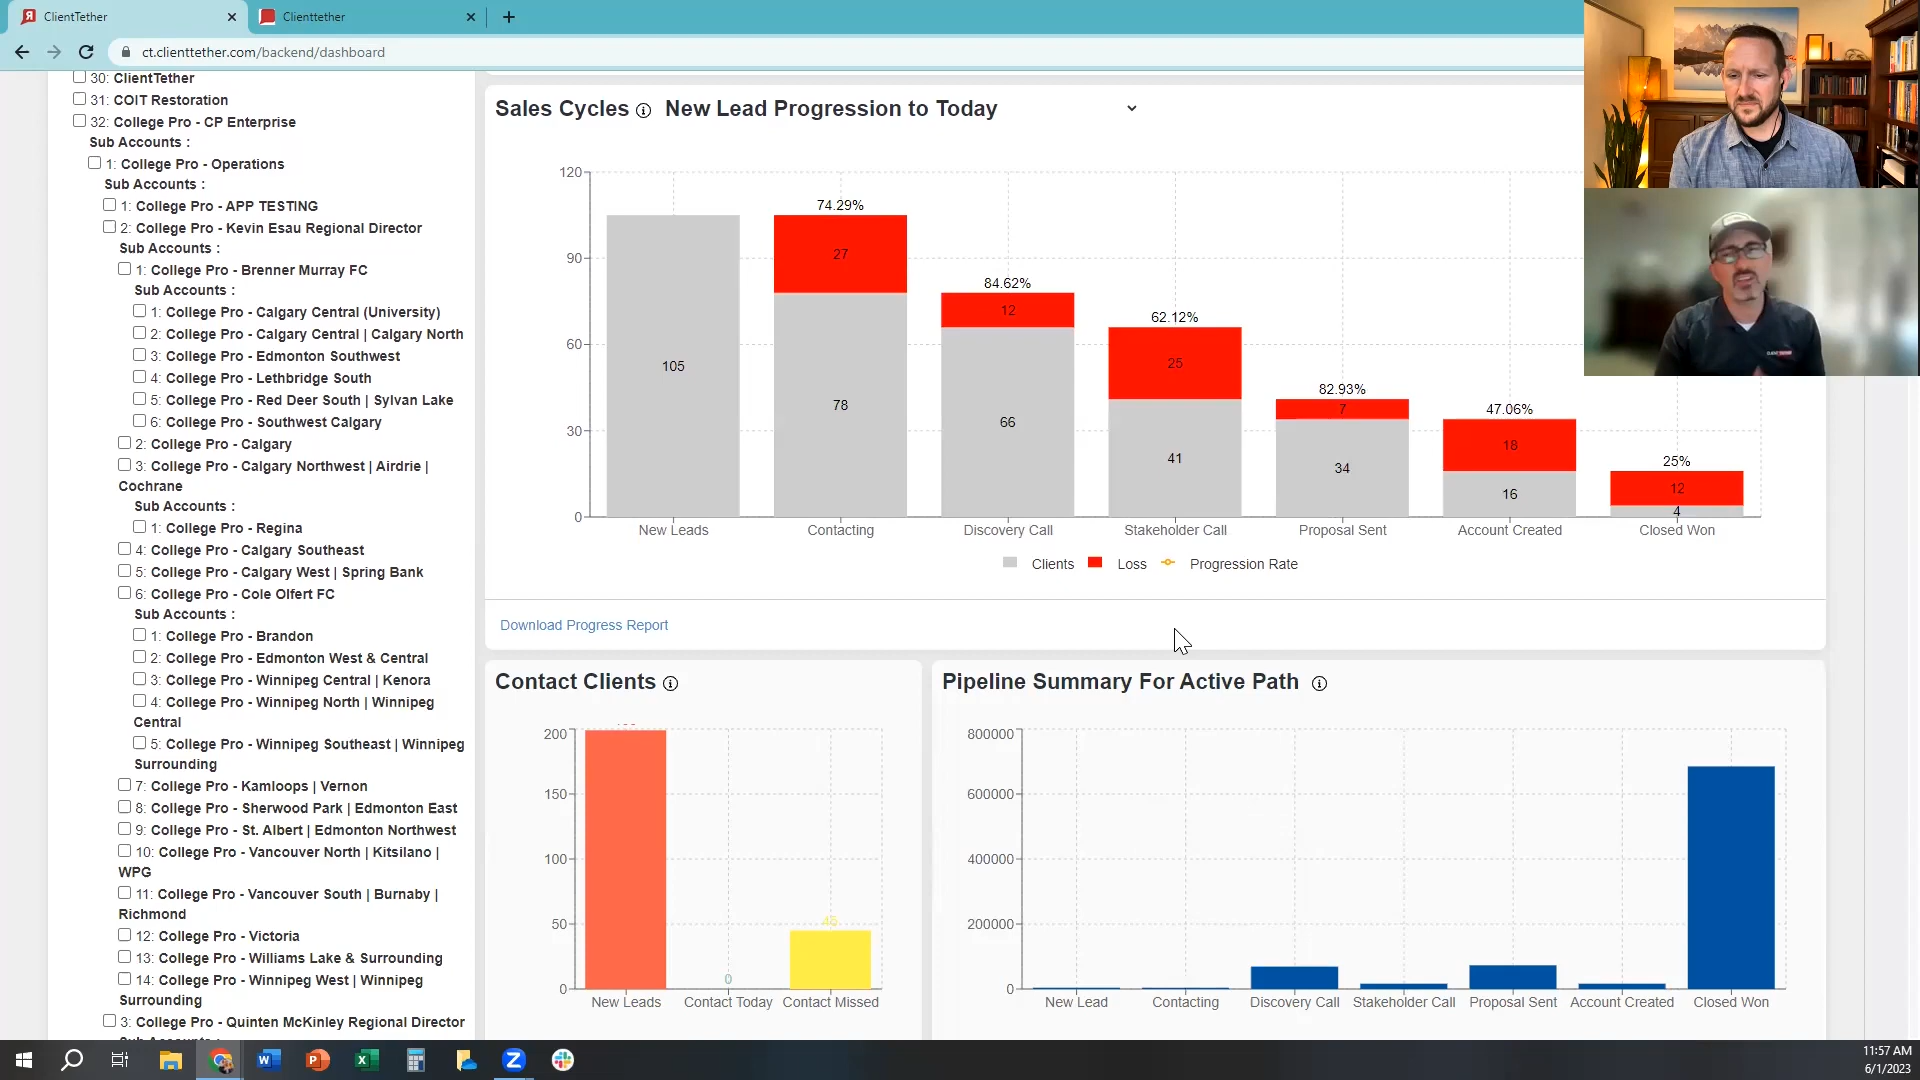 ClientTether
Clienttether
ct.clienttether.com/backend/dashboard
30: ClientTether
31: COIT Restoration
32: College Pro - CP Enterprise
Sub Accounts :
1: College Pro - Operations
Sub Accounts :
1: College Pro - APP TESTING
2: College Pro - Kevin Esau Regional Director
Sub Accounts :
1: College Pro - Brenner Murray FC
Sub Accounts :
1: College Pro - Calgary Central (University)
2: College Pro - Calgary Central | Calgary North
3: College Pro - Edmonton Southwest
4: College Pro - Lethbridge South
5: College Pro - Red Deer South | Sylvan Lake
6: College Pro - Southwest Calgary
2: College Pro - Calgary
3: College Pro - Calgary Northwest | Airdrie |
Cochrane
Sub Accounts :
1: College Pro - Regina
4: College Pro - Calgary Southeast
5: College Pro - Calgary West | Spring Bank
6: College Pro - Cole Olfert FC
Sub Accounts :
1: College Pro - Brandon
2: College Pro - Edmonton West & Central
3: College Pro - Winnipeg Central | Kenora
4: College Pro - Winnipeg North | Winnipeg
Central
5: College Pro - Winnipeg Southeast | Winnipeg
Surrounding
7: College Pro - Kamloops | Vernon
8: College Pro - Sherwood Park | Edmonton East
9: College Pro - St. Albert | Edmonton Northwest
10: College Pro - Vancouver North | Kitsilano |
WPG
11: College Pro - Vancouver South | Burnaby |
Richmond
12: College Pro - Victoria
13: College Pro - Williams Lake & Surrounding
14: College Pro - Winnipeg West | Winnipeg
Surrounding
3: College Pro - Quinten McKinley Regional Director
Sales Cycles New Lead Progression to Today
120
90
60
30
0
74.29%
84.62%
62.12%
82.93%
47.06%
25%
27
12
25
7
18
12
105
78
66
41
34
16
4
New Leads Contacting Discovery Call Stakeholder Call Proposal Sent Account Created Closed Won
Clients Loss Progression Rate
Download Progress Report
Contact Clients
200
150
100
50
0
0
45
New Leads Contact Today Contact Missed
Pipeline Summary For Active Path
800000
600000
400000
200000
0
New Lead Contacting Discovery Call Stakeholder Call Proposal Sent Account Created Closed Won
11:57 AM
6/1/2023